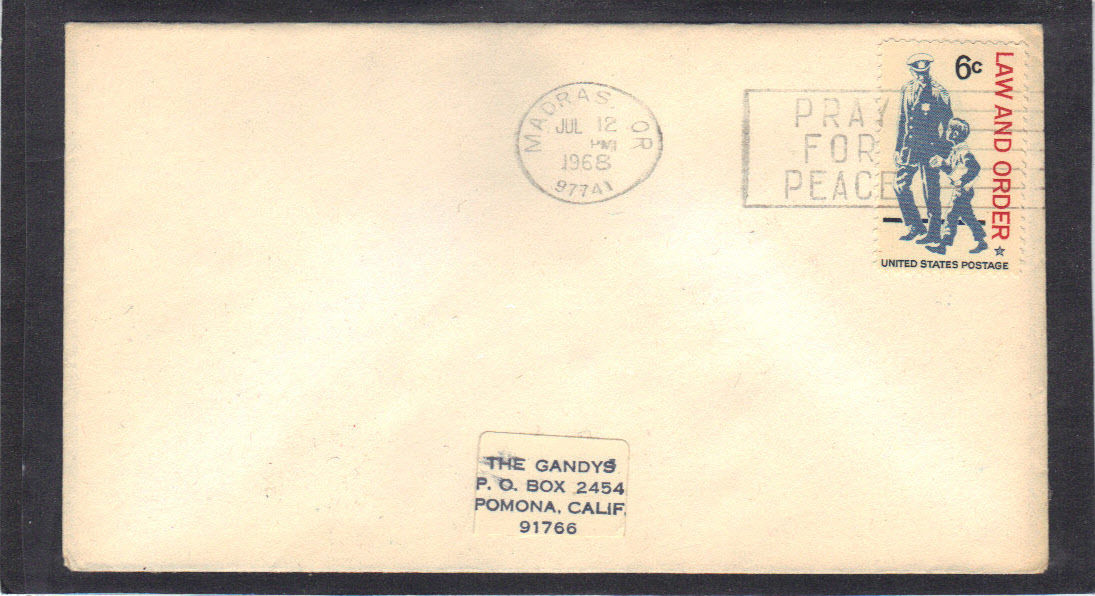 MADRAS, OR
JUL 12
PM
1968
97741
PRAY
FOR
PEACE
6c
LAW AND ORDER
UNITED STATES POSTAGE
THE GANDYS
P. O. BOX 2454
POMONA, CALIF.
91766